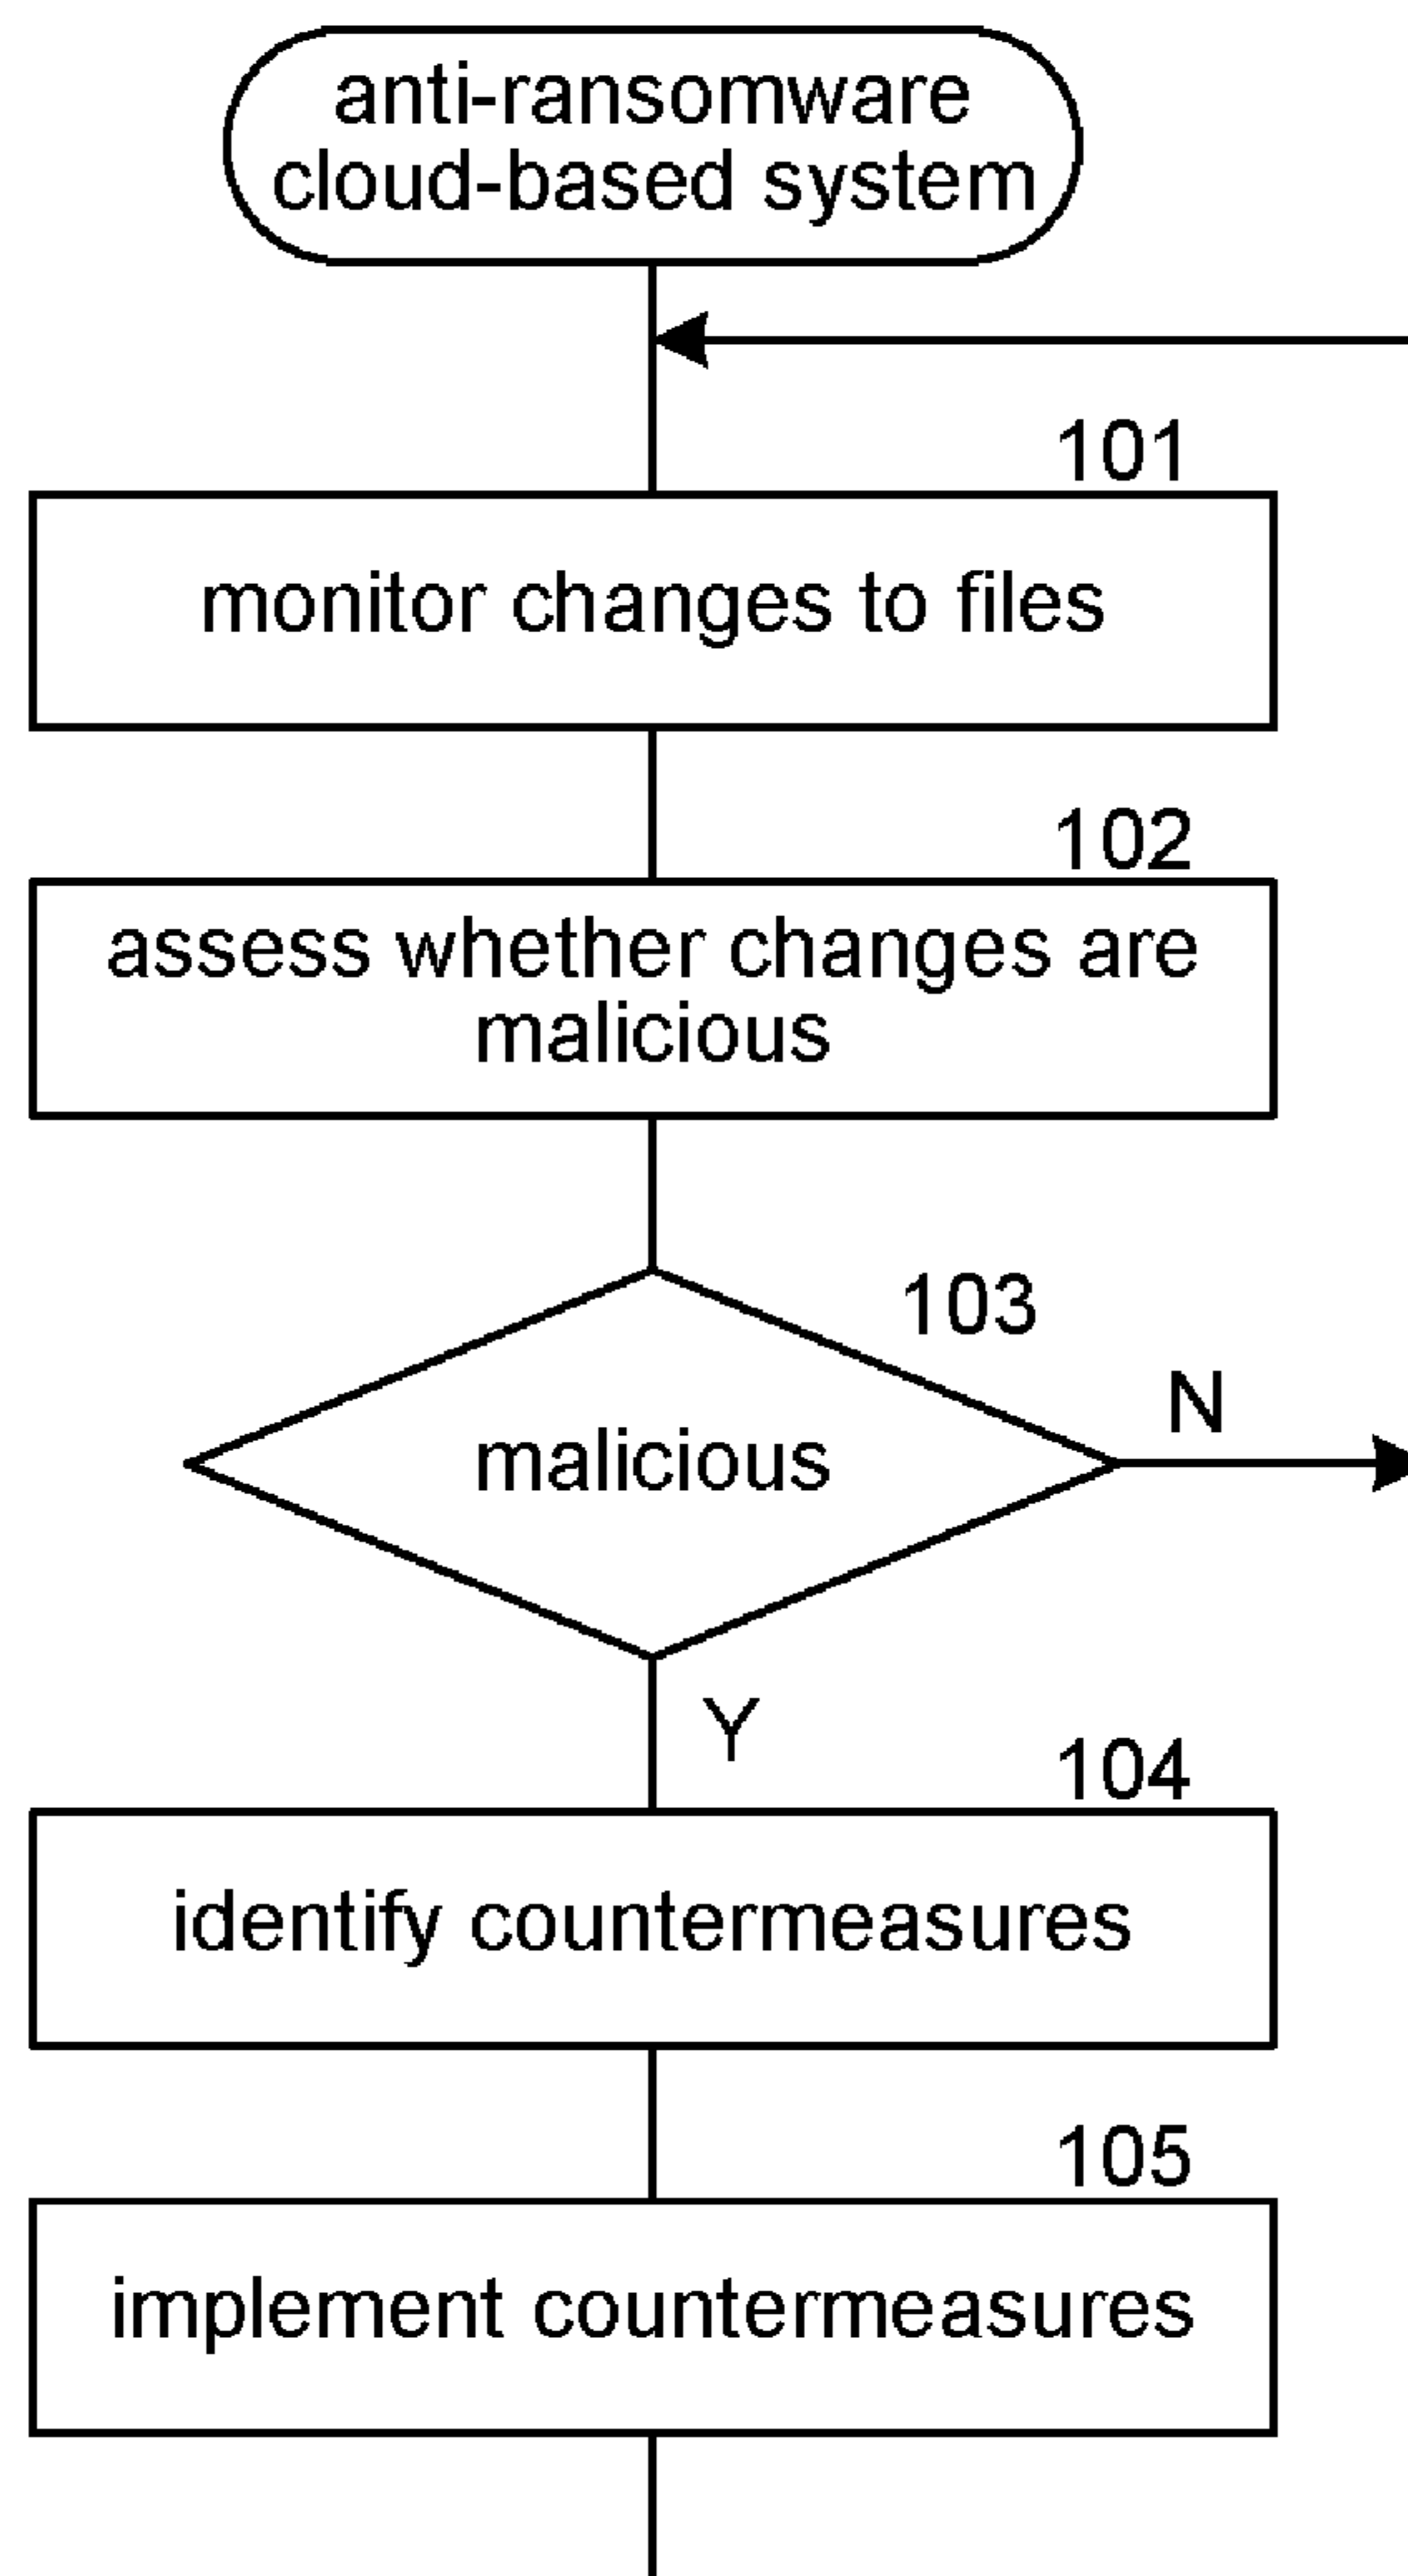 anti-ransomware
cloud-based system
101
monitor changes to files
102
assess whether changes are
malicious
103
malicious
N
Y
104
identify countermeasures
105
implement countermeasures